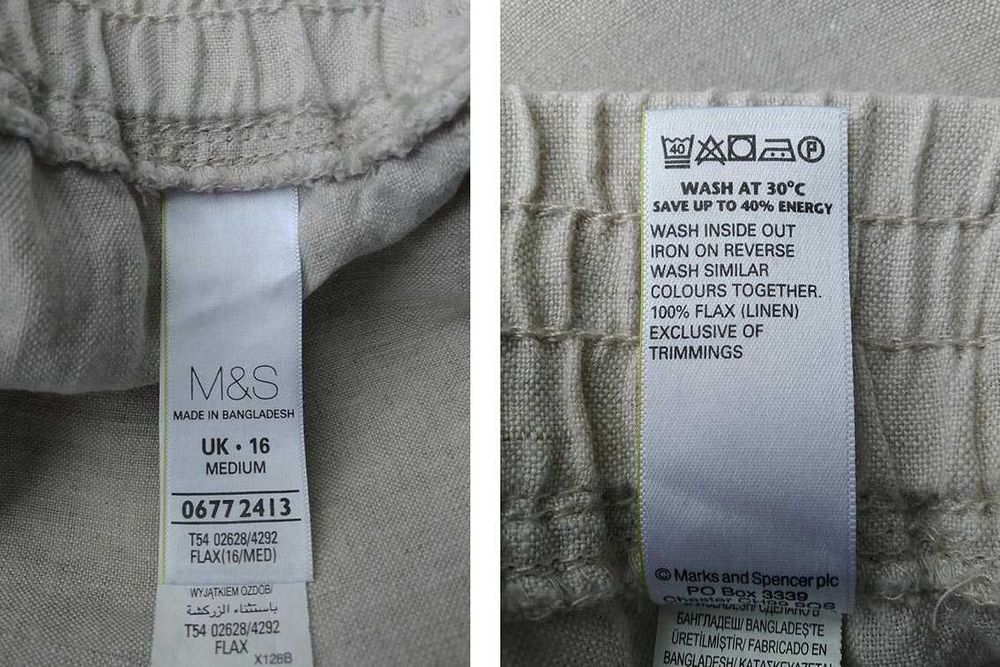 M&S
MADE IN BANGLADESH
UK • 16
MEDIUM
06772413
T54 02628/4292
FLAX(16/MED)
WYJĄTKIEM OZDÓB/
باستثناء الزركشة
T54 02628/4292
FLAX
X128B
40
P
WASH AT 30°C
SAVE UP TO 40% ENERGY
WASH INSIDE OUT
IRON ON REVERSE
WASH SIMILAR
COLOURS TOGETHER.
100% FLAX (LINEN)
EXCLUSIVE OF
TRIMMINGS
© Marks and Spencer plc
PO Box 3339
Chester
БАНГЛАДЕШ/ BANGLADEŞ'TE
ÜRETİLMİŞTİR/ FABRICADO EN
BANGLADESH/